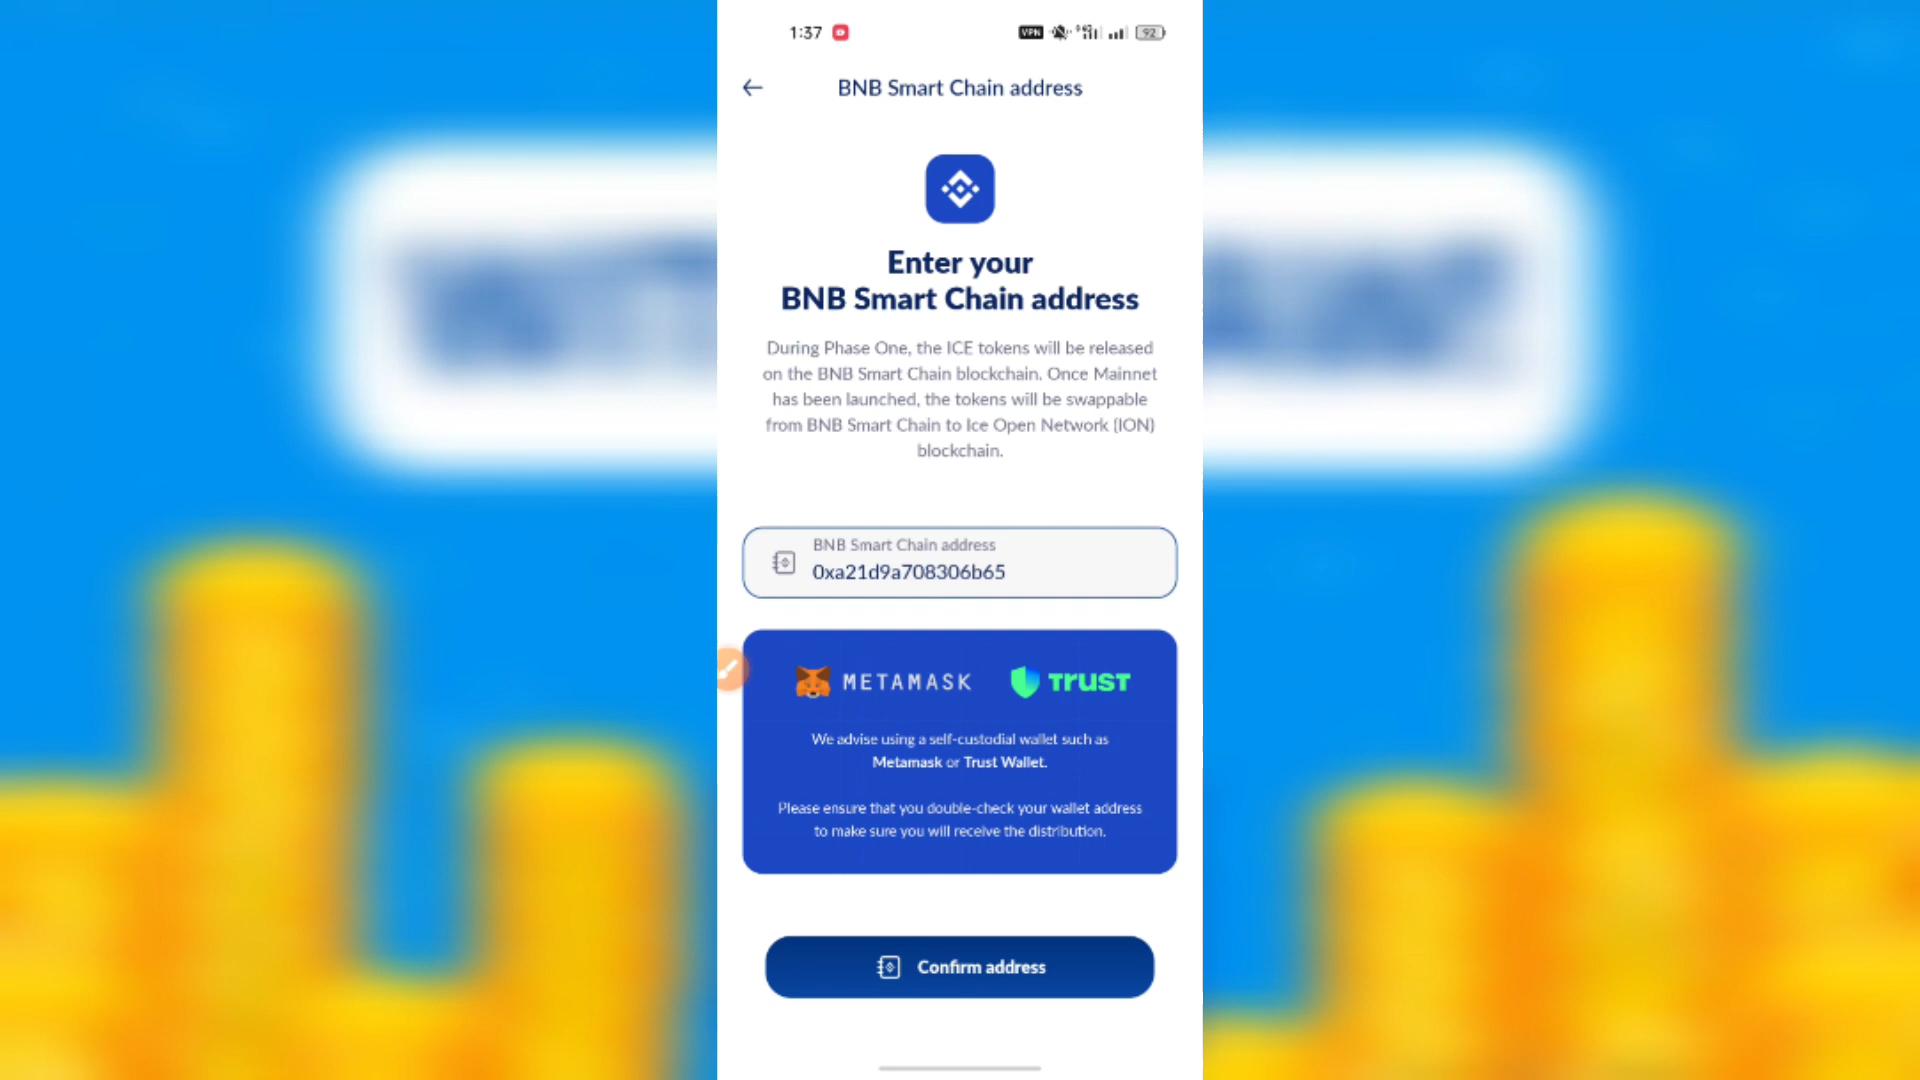 1:37
VPN
92
BNB Smart Chain address
Enter your
BNB Smart Chain address
During Phase One, the ICE tokens will be released
on the BNB Smart Chain blockchain. Once Mainnet
has been launched, the tokens will be swappable
from BNB Smart Chain to Ice Open Network (ION)
blockchain.
BNB Smart Chain address
0xa21d9a708306b65
METAMASK
TRUST
We advise using a self-custodial wallet such as
Metamask or Trust Wallet.
Please ensure that you double-check your wallet address
to make sure you will receive the distribution.
Confirm address